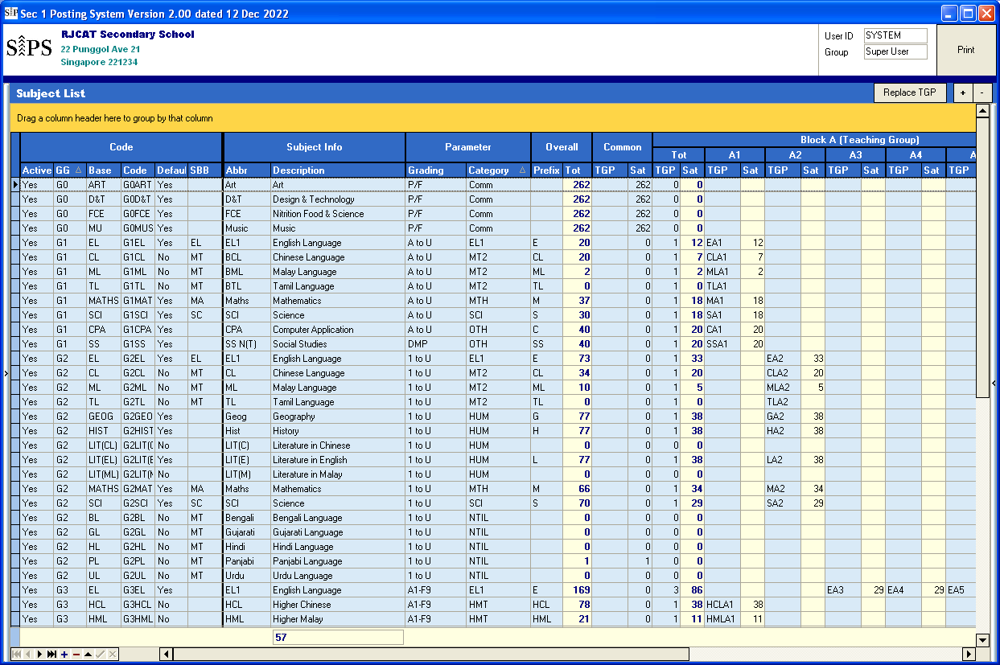 Sec 1 Posting System Version 2.00 dated 12 Dec 2022
SIPS RJCAT Secondary School User ID SYSTEM Print
22 Punggol Ave 21 Group Super User
Singapore 221234
Subject List Replace TGP + -
Drag a column header here to group by that column
Code Subject Info Parameter Overall Common Block A (Teaching Group)
Tot A1 A2 A3 A4 A
Active GG Base Code Defaul SBB Abbr Description Grading Category Prefix Tot TGP Sat TGP Sat TGP Sat TGP Sat TGP Sat TGP Sat TGP
Yes G0 ART G0ART Yes Art Art P/F Comm 262 262 0 0
Yes G0 D&T G0D&T Yes D&T Design & Technology P/F Comm 262 262 0 0
Yes G0 FCE G0FCE Yes FCE Nitrition Food & Science P/F Comm 262 262 0 0
Yes G0 MU G0MUS Yes Music Music P/F Comm 262 262 0 0
Yes G1 EL G1EL Yes EL EL1 English Language A to U EL1 E 20 0 1 12 EA1 12
Yes G1 CL G1CL No MT BCL Chinese Language A to U MT2 CL 20 0 1 7 CLA1 7
Yes G1 ML G1ML No MT BML Malay Language A to U MT2 ML 2 0 1 2 MLA1 2
Yes G1 TL G1TL No MT BTL Tamil Language A to U MT2 TL 0 0 1 0 TLA1
Yes G1 MATHS G1MAT Yes MA Maths Mathematics A to U MTH M 37 0 1 18 MA1 18
Yes G1 SCI G1SCI Yes SC SCI Science A to U SCI S 30 0 1 18 SA1 18
Yes G1 CPA G1CPA Yes CPA Computer Application A to U OTH C 40 0 1 20 CA1 20
Yes G1 SS G1SS Yes SS N(T) Social Studies DMP OTH SS 40 0 1 20 SSA1 20
Yes G2 EL G2EL Yes EL EL1 English Language 1 to U EL1 E 73 0 1 33 EA2 33
Yes G2 CL G2CL No MT CL Chinese Language 1 to U MT2 CL 34 0 1 20 CLA2 20
Yes G2 ML G2ML No MT ML Malay Language 1 to U MT2 ML 10 0 1 5 MLA2 5
Yes G2 TL G2TL No MT TL Tamil Language 1 to U MT2 TL 0 0 1 0 TLA2
Yes G2 GEOG G2GEO Yes Geog Geography 1 to U HUM G 77 0 1 38 GA2 38
Yes G2 HIST G2HIST Yes Hist History 1 to U HUM H 77 0 1 38 HA2 38
Yes G2 LIT(CL) G2LIT(C No LIT(C) Literature in Chinese 1 to U HUM 0 0 0 0
Yes G2 LIT(EL) G2LIT(E Yes LIT(E) Literature in English 1 to U HUM L 77 0 1 38 LA2 38
Yes G2 LIT(ML) G2LIT(M No LIT(M) Literature in Malay 1 to U HUM 0 0 0 0
Yes G2 MATHS G2MAT Yes MA Maths Mathematics 1 to U MTH M 66 0 1 34 MA2 34
Yes G2 SCI G2SCI Yes SC SCI Science 1 to U SCI S 70 0 1 29 SA2 29
Yes G2 BL G2BL No MT Bengali Bengali Language 1 to U NTIL 0 0 0 0
Yes G2 GL G2GL No MT Gujarati Gujarati Language 1 to U NTIL 0 0 0 0
Yes G2 HL G2HL No MT Hindi Hindi Language 1 to U NTIL 0 0 0 0
Yes G2 PL G2PL No MT Panjabi Panjabi Language 1 to U NTIL 1 1 0 0
Yes G2 UL G2UL No MT Urdu Urdu Language 1 to U NTIL 0 0 0 0
Yes G3 EL G3EL Yes EL1 English Language A1-F9 EL1 E 169 0 3 86 EA3 29 EA4 29 EA5
Yes G3 HCL G3HCL No HCL Higher Chinese A1-F9 HMT HCL 78 0 1 38 HCLA1 38
Yes G3 HML G3HML No HML Higher Malay A1-F9 HMT HML 21 0 1 11 HMLA1 11
57